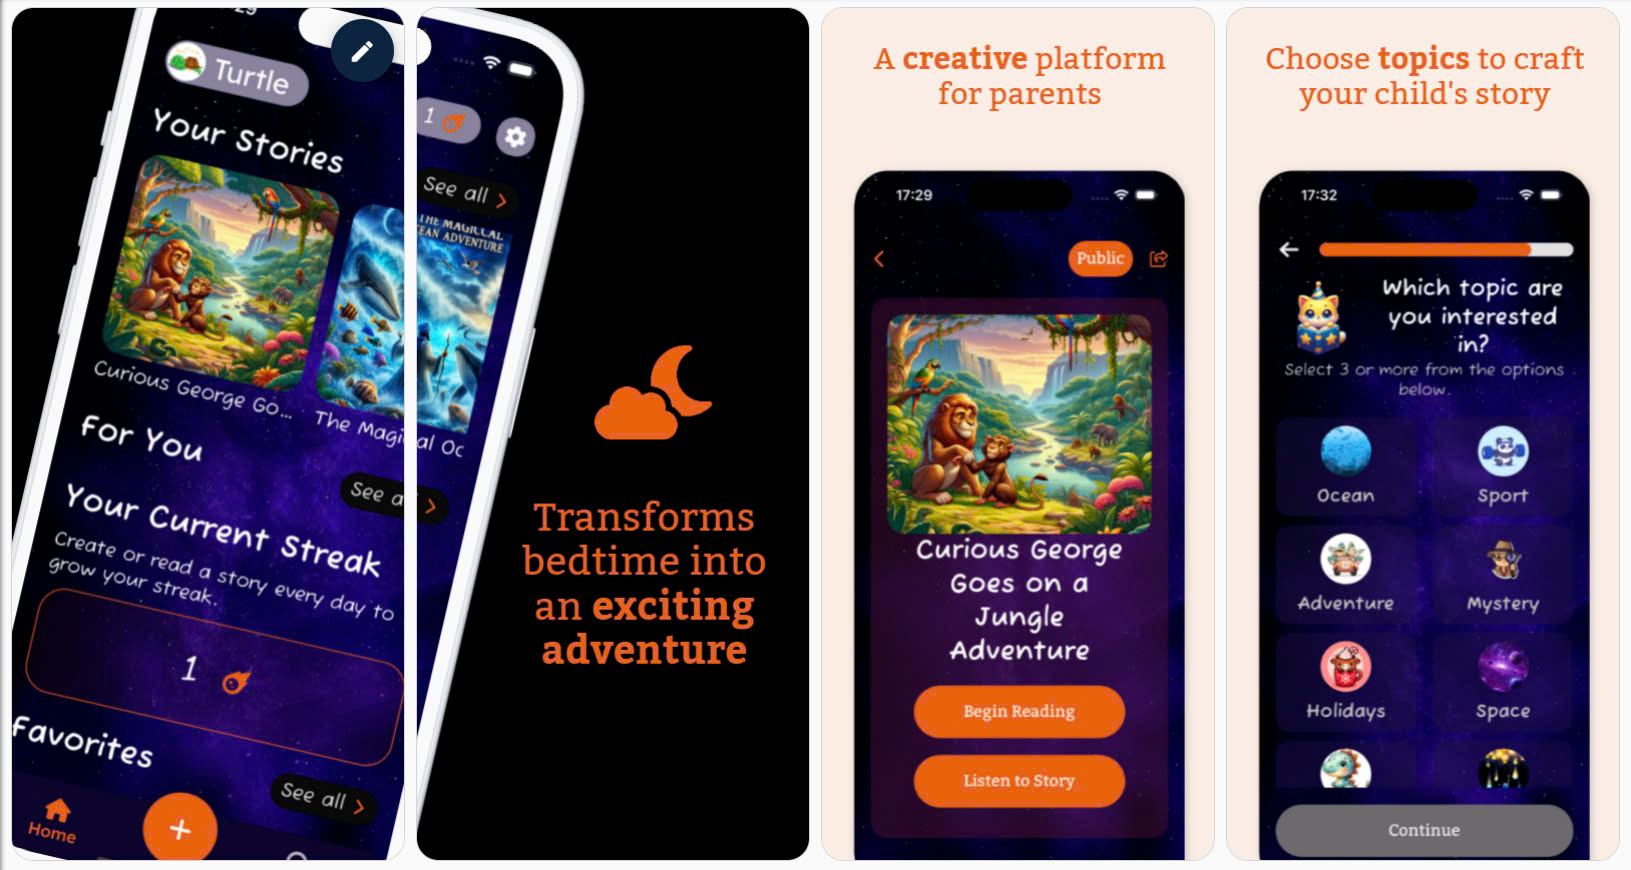 Turtle
Your Stories
Curious George Go...
The Magi
For You
See a
Your Current Streak
Create or read a story every day to
grow your streak.
1
Favorites
See all
Home
+
1
See all
THE MAGICCAL
EAN ADVENTURE
al Oc
Transforms
bedtime into
an exciting
adventure
A creative platform
for parents
17:29
Public
Curious George
Goes on a
Jungle
Adventure
Begin Reading
Listen to Story
Choose topics to craft
your child's story
17:32
Which topic are
you interested
in?
Select 3 or more from the options
below.
Ocean
Sport
Adventure
Mystery
Holidays
Space
Continue